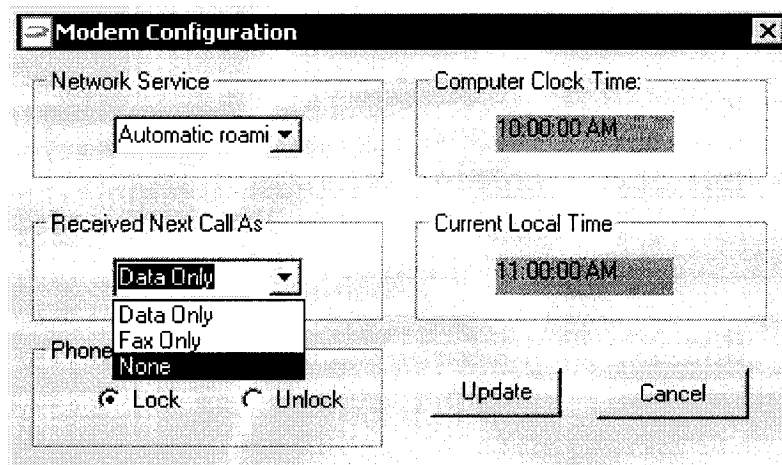 Modem Configuration
Network Service
Automatic roami
Computer Clock Time:
10:00:00 AM
Received Next Call As
Data Only
Data Only
Fax Only
None
Current Local Time
11:00:00 AM
Phone
Lock
Unlock
Update
Cancel